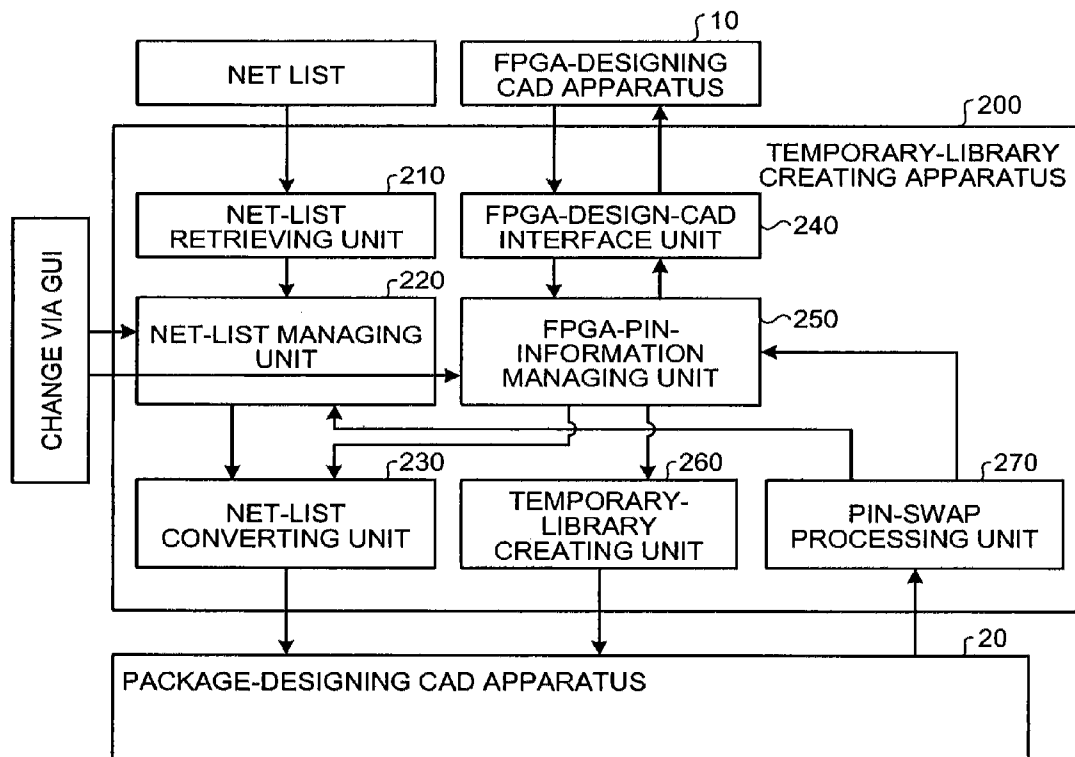 10
NET LIST
FPGA-DESIGNING
CAD APPARATUS
200
TEMPORARY-LIBRARY
CREATING APPARATUS
210
NET-LIST
RETRIEVING UNIT
FPGA-DESIGN-CAD
INTERFACE UNIT
240
CHANGE VIA GUI
220
NET-LIST MANAGING
UNIT
FPGA-PIN-
INFORMATION
MANAGING UNIT
250
230
NET-LIST
CONVERTING UNIT
260
TEMPORARY-
LIBRARY
CREATING UNIT
270
PIN-SWAP
PROCESSING UNIT
20
PACKAGE-DESIGNING CAD APPARATUS